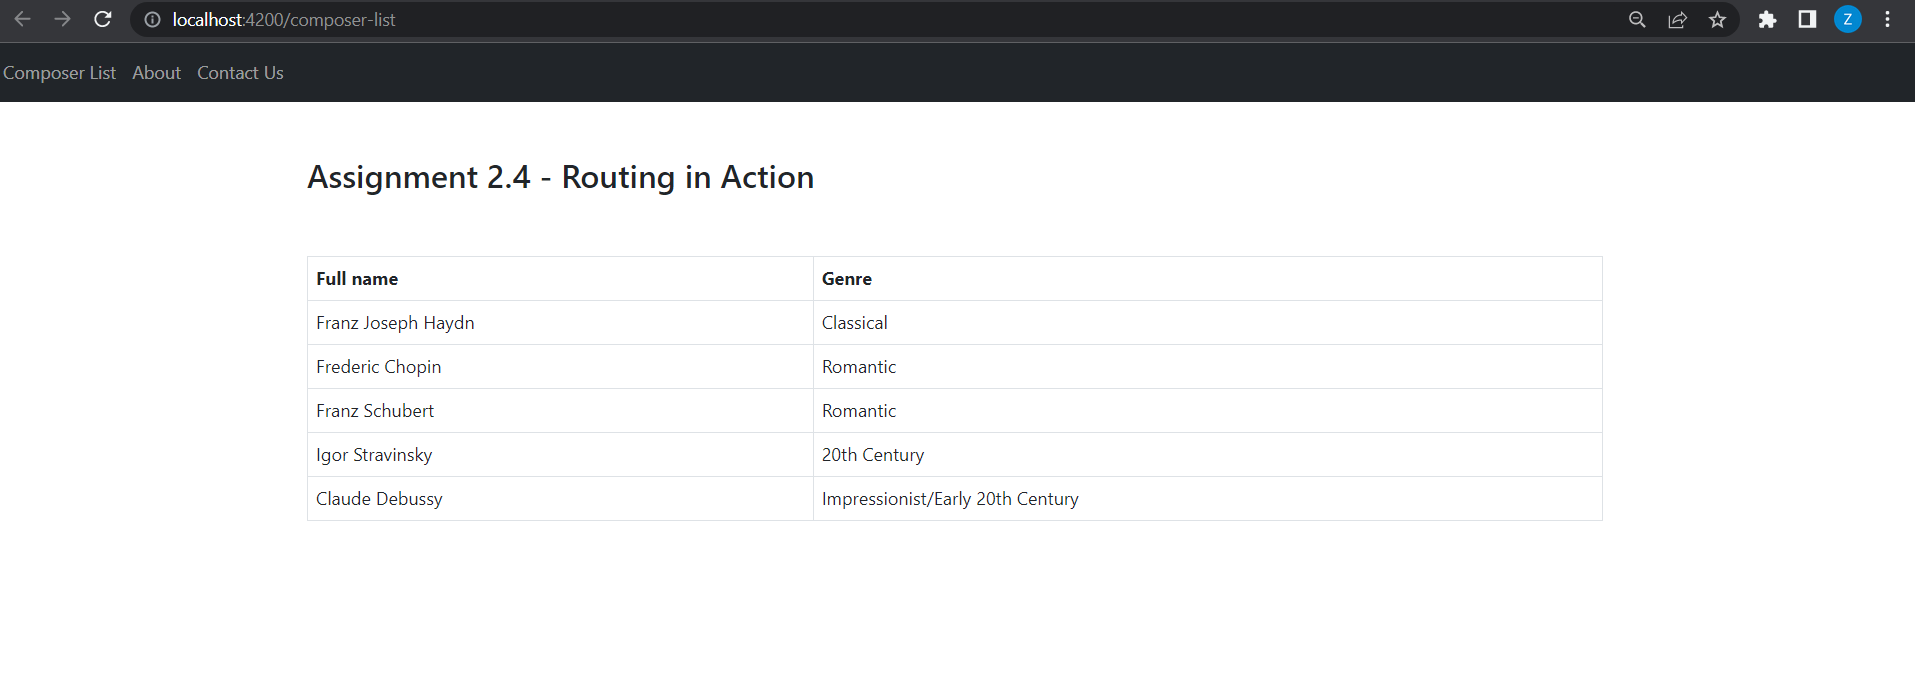 localhost:4200/composer-list
Z
Composer List About Contact Us
Assignment 2.4 - Routing in Action
Full name Genre
Franz Joseph Haydn Classical
Frederic Chopin Romantic
Franz Schubert Romantic
Igor Stravinsky 20th Century
Claude Debussy Impressionist/Early 20th Century